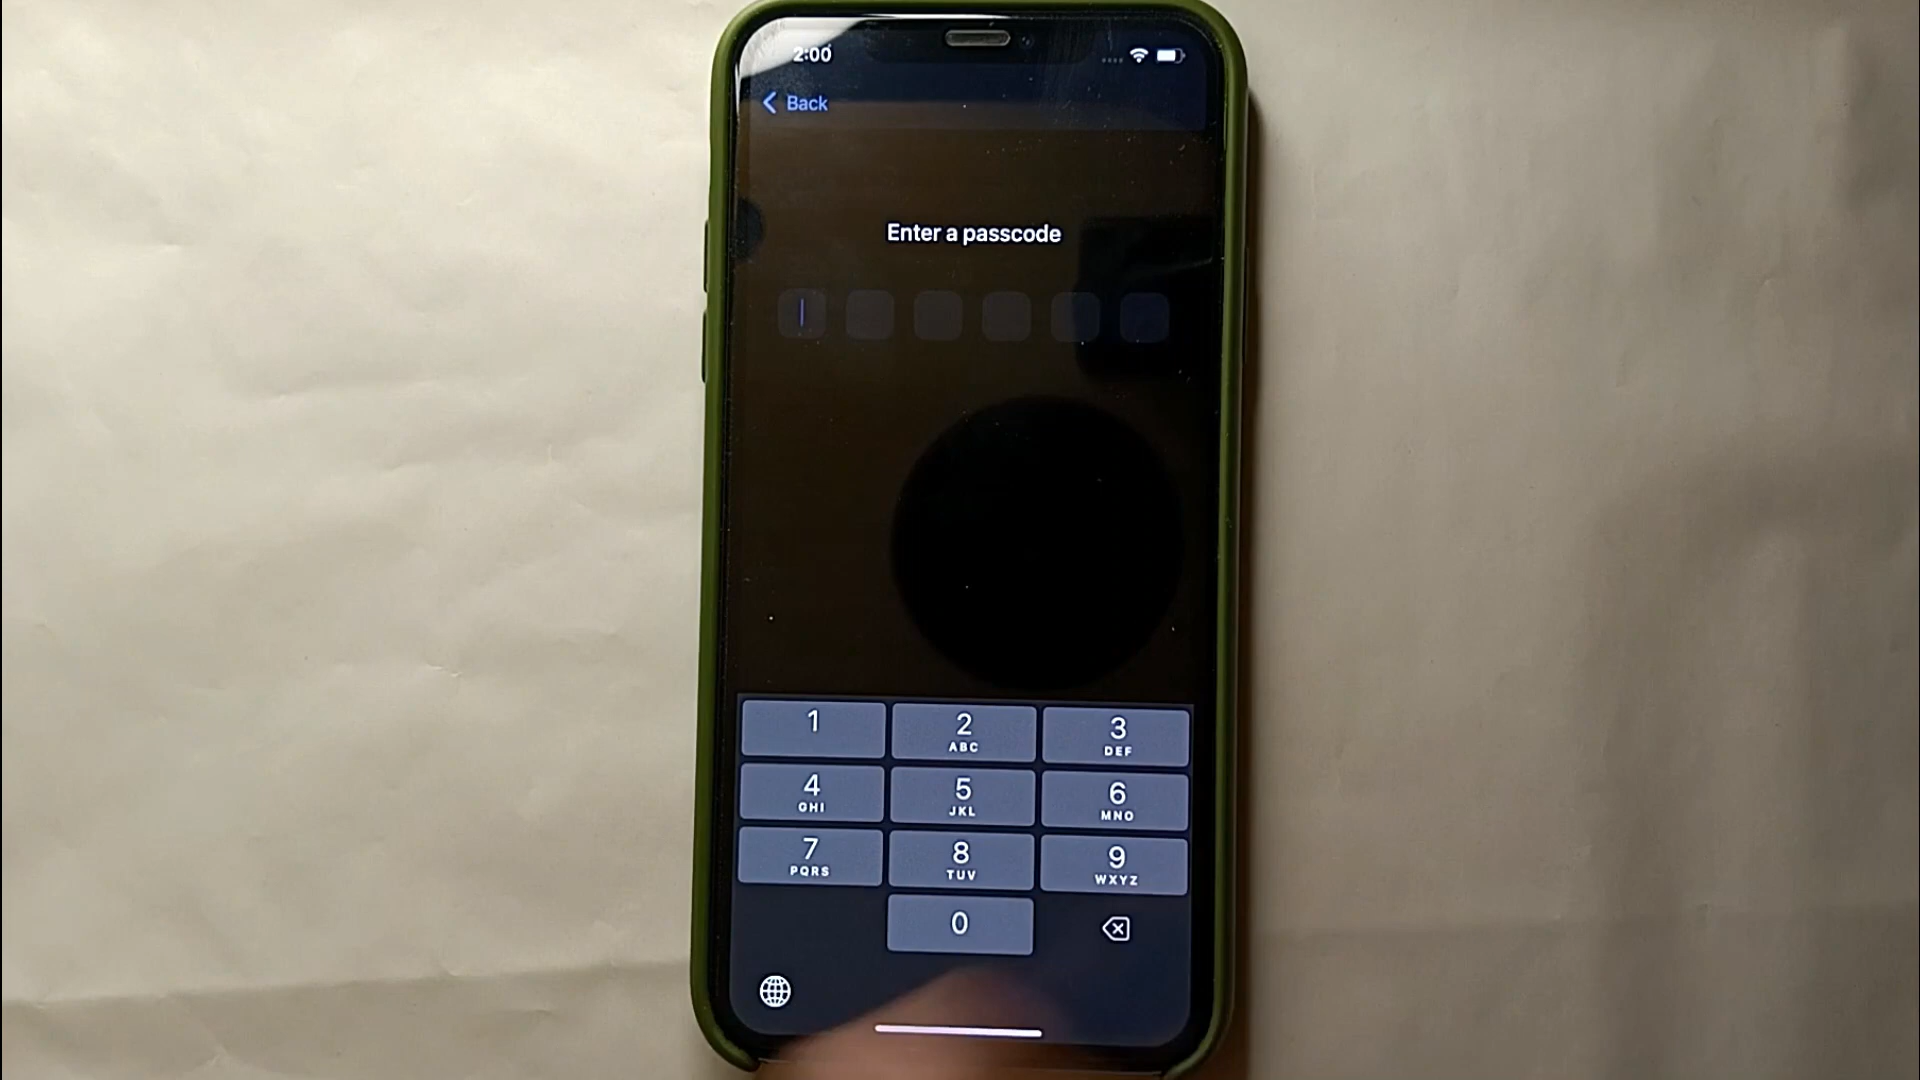 2:00
Back
Enter a passcode
1
2
ABC
3
DEF
4
GHI
5
JKL
6
MNO
7
PQRS
8
TUV
9
WXYZ
0